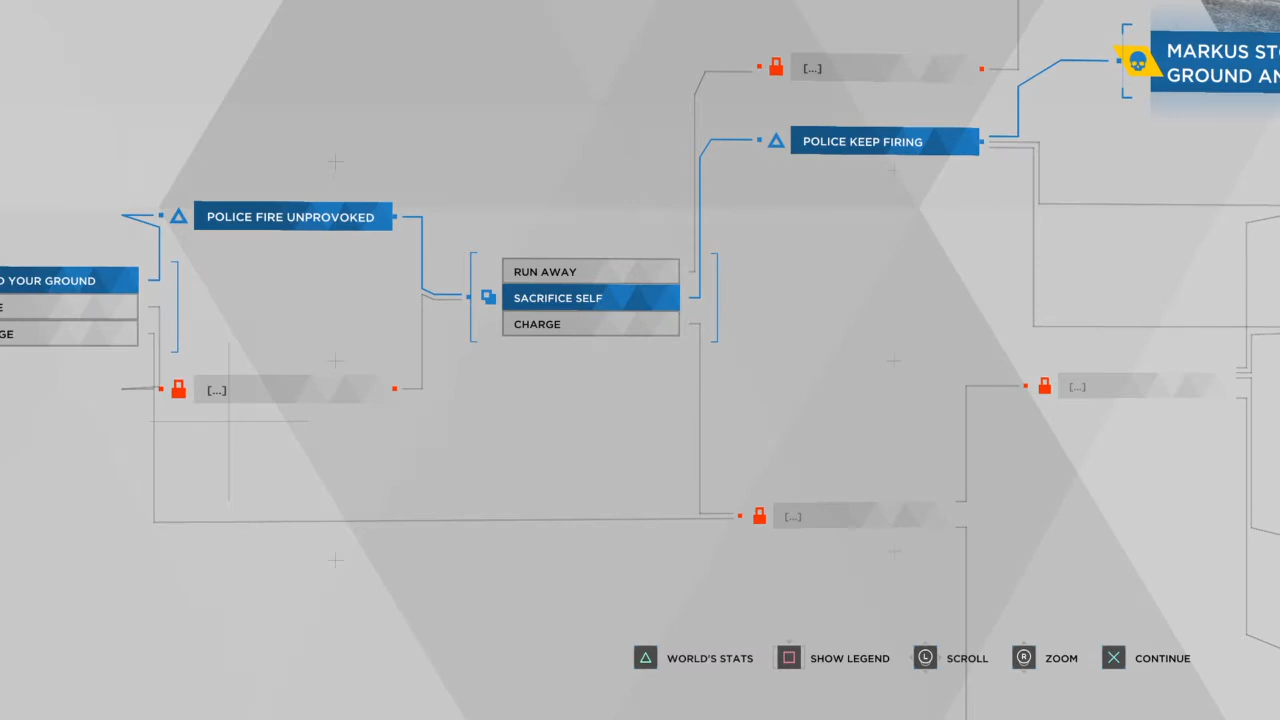 [...]
MARKUS STO
GROUND AN
POLICE KEEP FIRING
POLICE FIRE UNPROVOKED
D YOUR GROUND
E
GE
RUN AWAY
SACRIFICE SELF
CHARGE
[...]
[...]
[...]
WORLD'S STATS
SHOW LEGEND
L
SCROLL
R
ZOOM
CONTINUE